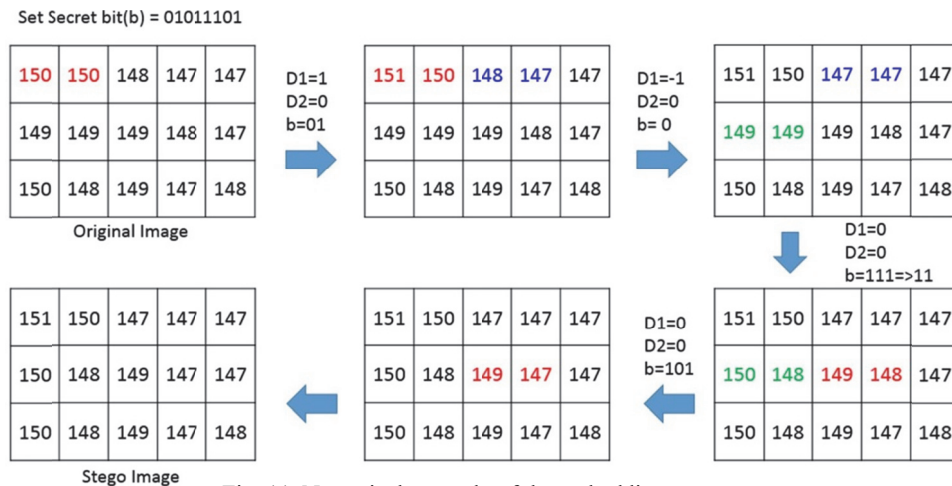 Set Secret bit(b) = 01011101
150 150 148 147 147
149 149 149 148 147
150 148 149 147 148
Original Image
D1=1
D2=0
b=01
151 150 148 147 147
149 149 149 148 147
150 148 149 147 148
D1=-1
D2=0
b= 0
151 150 147 147 147
149 149 149 148 147
150 148 149 147 148
D1=0
D2=0
b=111=>11
151 150 147 147 147
150 148 149 148 147
150 148 149 147 148
D1=0
D2=0
b=101
151 150 147 147 147
150 148 149 147 147
150 148 149 147 148
151 150 147 147 147
150 148 149 147 147
150 148 149 147 148
Stego Image